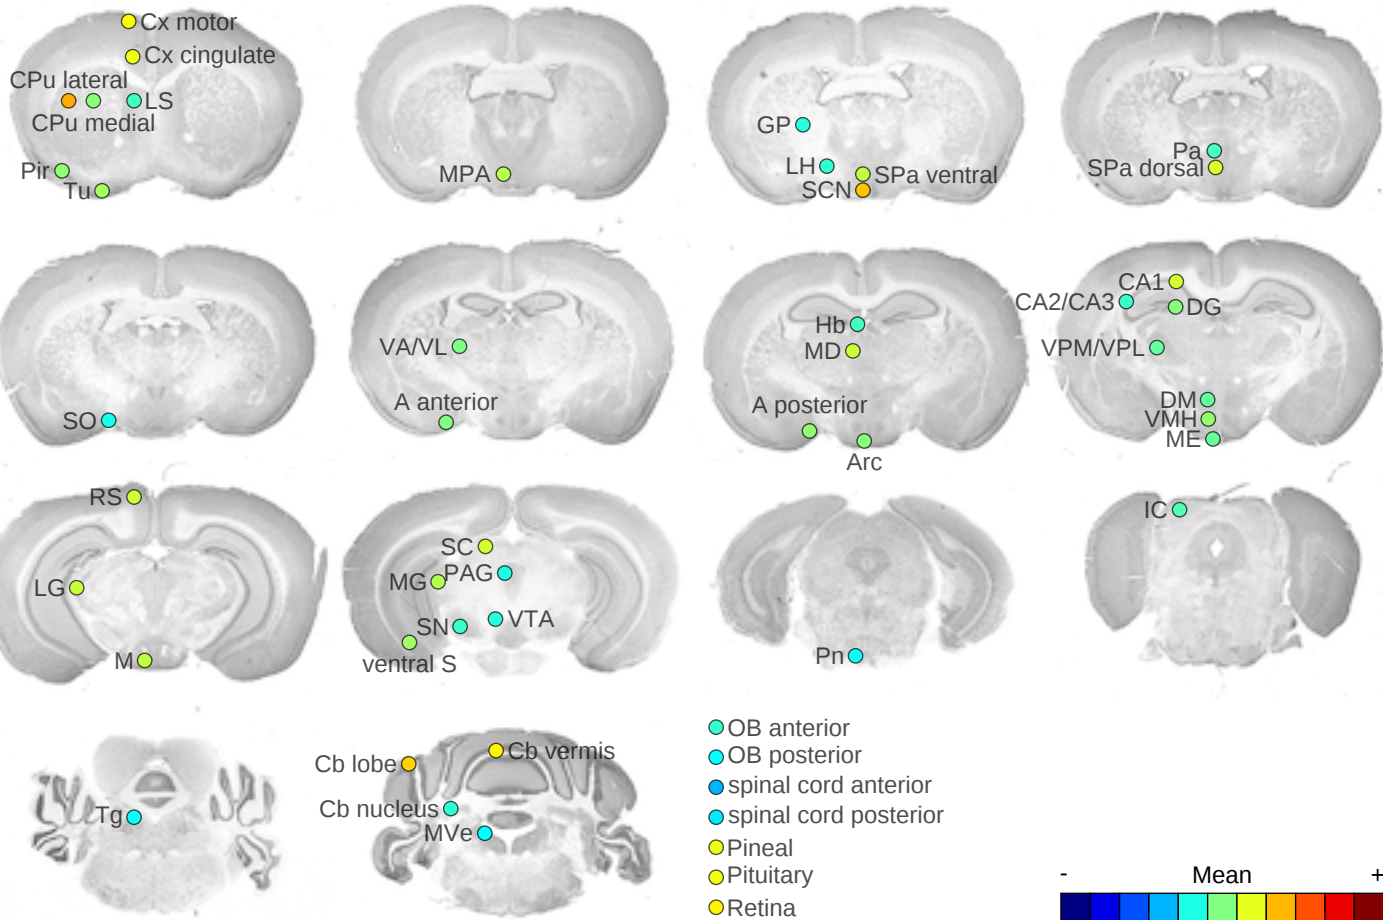 Cx motor
Cx cingulate
CPu lateral
LS
CPu medial
Pir
Tu
MPA
GP
LH
SPa ventral
SCN
Pa
SPa dorsal
SO
VA/VL
A anterior
Hb
MD
A posterior
Arc
CA1
CA2/CA3
DG
VPM/VPL
DM
VMH
ME
RS
LG
M
SC
PAG
MG
VTA
SN
ventral S
Pn
IC
Tg
Cb lobe
Cb vermis
Cb nucleus
MVe
OB anterior
OB posterior
spinal cord anterior
spinal cord posterior
Pineal
Pituitary
Retina
- Mean +